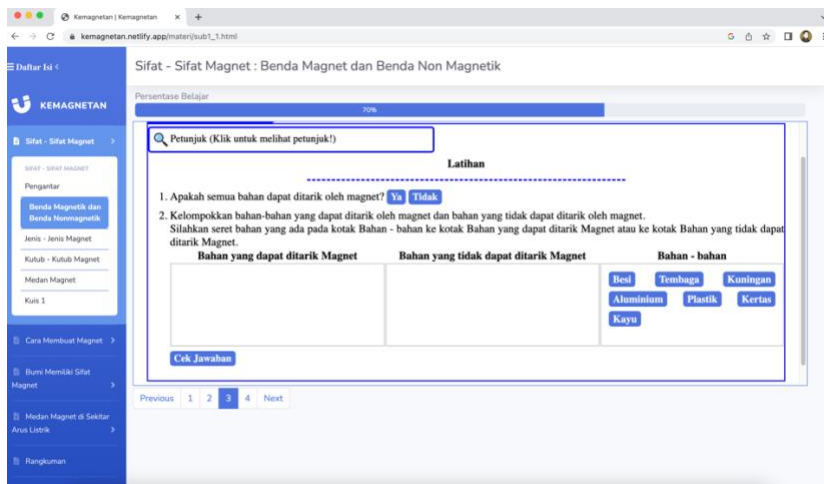 Kemagnetan | Kemagnetan
kemagnetan.netlify.app/materi/sub1_1.html
Daftar Isi <
KEMAGNETAN
Sifat - Sifat Magnet
SIFAT - SIFAT MAGNET
Pengantar
Benda Magnetik dan
Benda Nonmagnetik
Jenis - Jenis Magnet
Kutub - Kutub Magnet
Medan Magnet
Kuis 1
Cara Membuat Magnet
Bumi Memiliki Sifat
Magnet
Medan Magnet di Sekitar
Arus Listrik
Rangkuman
Sifat - Sifat Magnet : Benda Magnet dan Benda Non Magnetik
Persentase Belajar
70%
Petunjuk (Klik untuk melihat petunjuk!)
Latihan
1. Apakah semua bahan dapat ditarik oleh magnet? Ya Tidak
2. Kelompokkan bahan-bahan yang dapat ditarik oleh magnet dan bahan yang tidak dapat ditarik oleh magnet.
Silahkan seret bahan yang ada pada kotak Bahan - bahan ke kotak Bahan yang dapat ditarik Magnet atau ke kotak Bahan yang tidak dapat
ditarik Magnet.
Bahan yang dapat ditarik Magnet Bahan yang tidak dapat ditarik Magnet Bahan - bahan
Besi Tembaga Kuningan
Aluminium Plastik Kertas
Kayu
Cek Jawaban
Previous 1 2 3 4 Next